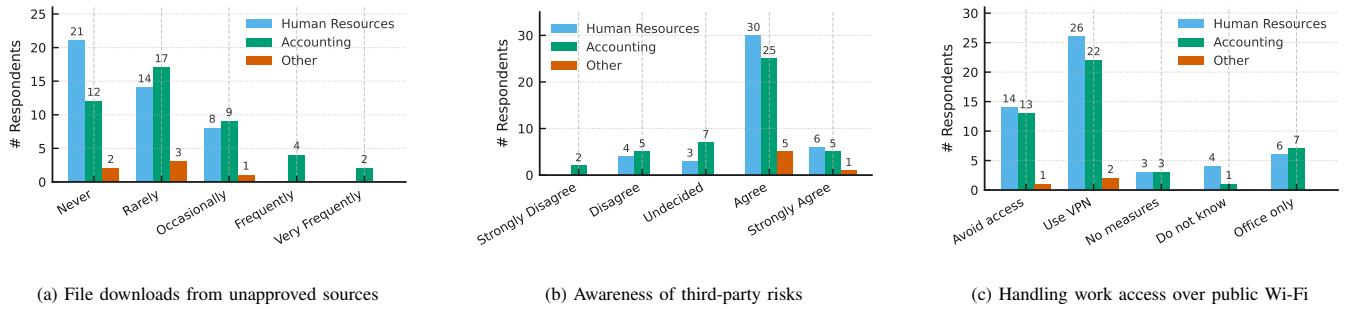 # Respondents
25
20
15
10
5
0
21
12
2
14
17
3
8
9
1
4
2
Human Resources
Accounting
Other
Never
Rarely
Occasionally
Frequently
Very Frequently
(a) File downloads from unapproved sources
# Respondents
30
20
10
0
2
4
5
3
7
30
25
5
6
5
1
Human Resources
Accounting
Other
Strongly Disagree
Disagree
Undecided
Agree
Strongly Agree
(b) Awareness of third-party risks
# Respondents
30
25
20
15
10
5
0
14
13
1
26
22
2
3
3
4
1
6
7
Human Resources
Accounting
Other
Avoid access
Use VPN
No measures
Do not know
Office only
(c) Handling work access over public Wi-Fi